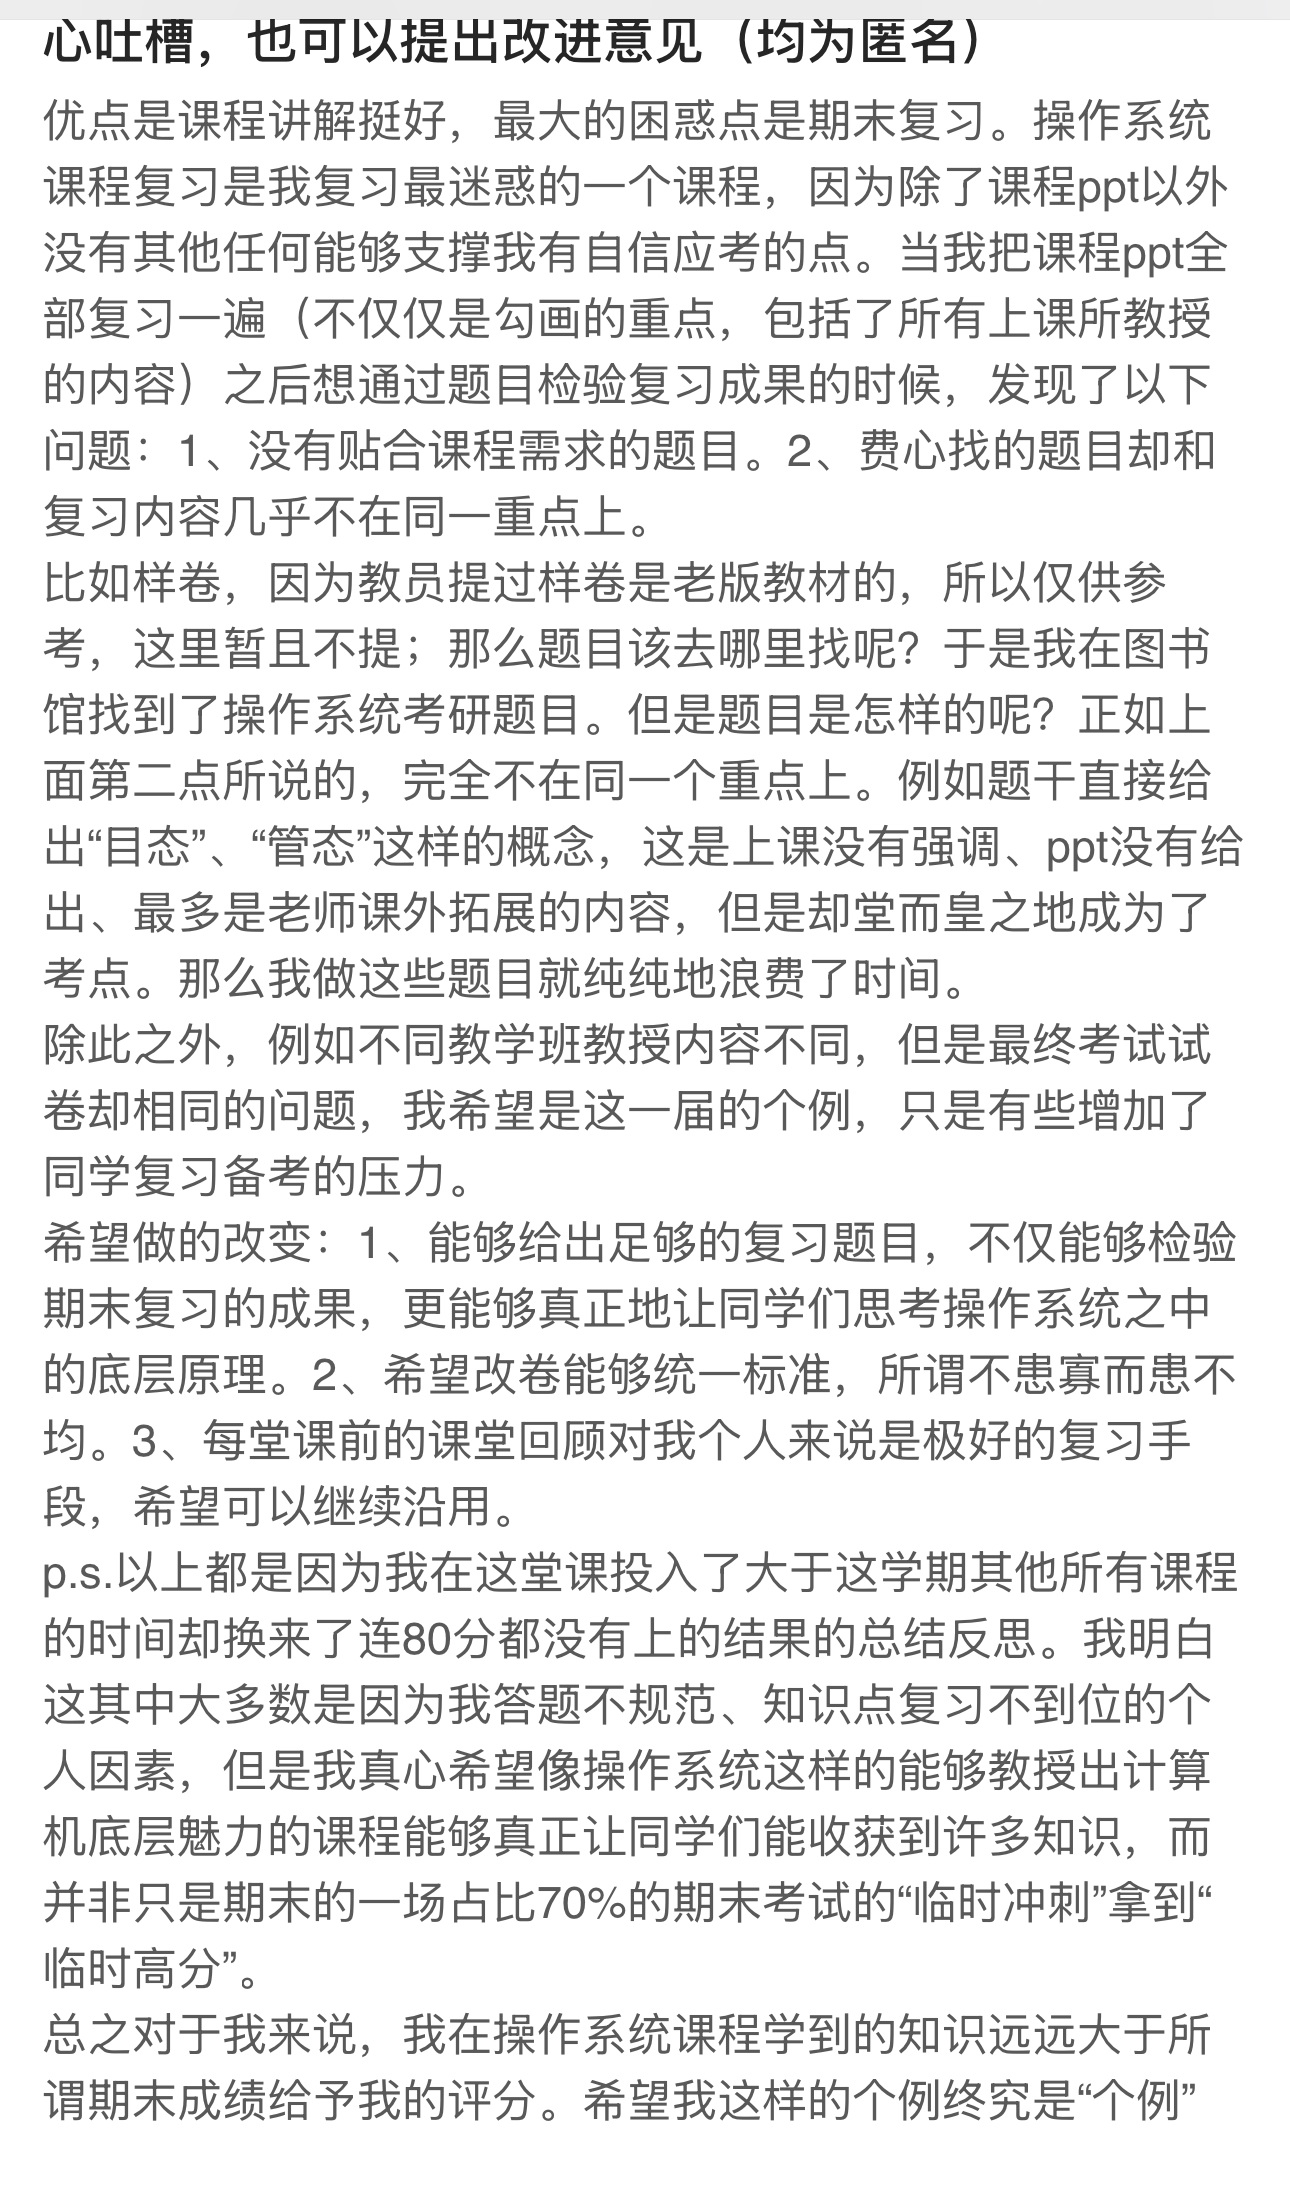 心吐槽，也可以提出改进意见（均为匿名）
优点是课程讲解挺好，最大的困惑点是期末复习。操作系统
课程复习是我复习最迷惑的一个课程，因为除了课程ppt以外
没有其他任何能够支撑我有自信应考的点。当我把课程ppt全
部复习一遍（不仅仅是勾画的重点，包括了所有上课所教授
的内容）之后想通过题目检验复习成果的时候，发现了以下
问题：1、没有贴合课程需求的题目。2、费心找的题目却和
复习内容几乎不在同一重点上。
比如样卷，因为教员提过样卷是老版教材的，所以仅供参
考，这里暂且不提；那么题目该去哪里找呢？于是我在图书
馆找到了操作系统考研题目。但是题目是怎样的呢？正如上
面第二点所说的，完全不在同一个重点上。例如题干直接给
出“目态”、“管态”这样的概念，这是上课没有强调、ppt没有给
出、最多是老师课外拓展的内容，但是却堂而皇之地成为了
考点。那么我做这些题目就纯纯地浪费了时间。
除此之外，例如不同教学班教授内容不同，但是最终考试试
卷却相同的问题，我希望是这一届的个例，只是有些增加了
同学复习备考的压力。
希望做的改变：1、能够给出足够的复习题目，不仅能够检验
期末复习的成果，更能够真正地让同学们思考操作系统之中
的底层原理。2、希望改卷能够统一标准，所谓不患寡而患不
均。3、每堂课前的课堂回顾对我个人来说是极好的复习手
段，希望可以继续沿用。
p.s.以上都是因为我在这堂课投入了大于这学期其他所有课程
的时间却换来了连80分都没有上的结果的总结反思。我明白
这其中大多数是因为我答题不规范、知识点复习不到位的个
人因素，但是我真心希望像操作系统这样的能够教授出计算
机底层魅力的课程能够真正让同学们能收获到许多知识，而
并非只是期末的一场占比70%的期末考试的“临时冲刺”拿到“
临时高分”。
总之对于我来说，我在操作系统课程学到的知识远远大于所
谓期末成绩给予我的评分。希望我这样的个例终究是“个例”